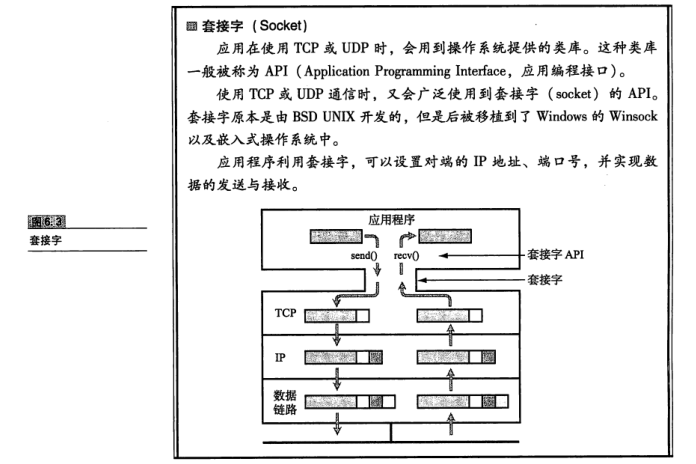 套接字（Socket）
应用在使用 TCP 或 UDP 时，会用到操作系统提供的类库。这种类库
一般被称为 API（Application Programming Interface，应用编程接口）。
使用 TCP 或 UDP 通信时，又会广泛使用到套接字（socket）的 API。
套接字原本是由 BSD UNIX 开发的，但是后被移植到了 Windows 的 Winsock
以及嵌入式操作系统中。
应用程序利用套接字，可以设置对端的 IP 地址、端口号，并实现数
据的发送与接收。
图6.3
套接字
应用程序
send() recv()
套接字 API
套接字
TCP
IP
数据
链路